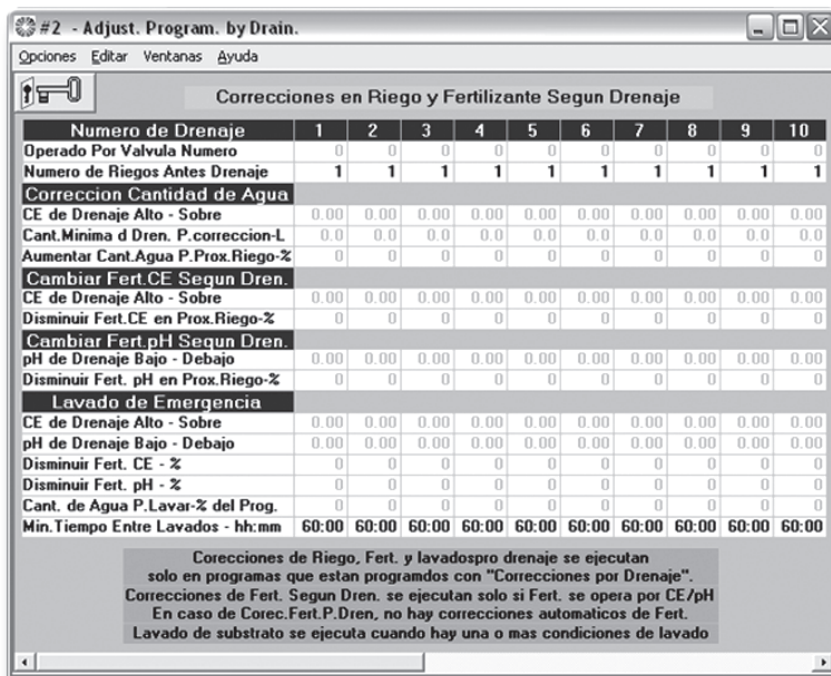 #2 - Adjust. Program. by Drain.
Opciones Editar Ventanas Ayuda
Correcciones en Riego y Fertilizante Segun Drenaje
Numero de Drenaje 1 2 3 4 5 6 7 8 9 10
Operado Por Valvula Numero 0 0 0 0 0 0 0 0 0 0
Numero de Riegos Antes Drenaje 1 1 1 1 1 1 1 1 1 1
Correccion Cantidad de Agua
CE de Drenaje Alto - Sobre 0.00 0.00 0.00 0.00 0.00 0.00 0.00 0.00 0.00 0.00
Cant.Minima d Dren. P.correccion-L 0.0 0.0 0.0 0.0 0.0 0.0 0.0 0.0 0.0 0.0
Aumentar Cant.Agua P.Prox.Riego-% 0 0 0 0 0 0 0 0 0 0
Cambiar Fert.CE Segun Dren.
CE de Drenaje Alto - Sobre 0.00 0.00 0.00 0.00 0.00 0.00 0.00 0.00 0.00 0.00
Disminuir Fert.CE en Prox.Riego-% 0 0 0 0 0 0 0 0 0 0
Cambiar Fert.pH Segun Dren.
pH de Drenaje Bajo - Debajo 0.00 0.00 0.00 0.00 0.00 0.00 0.00 0.00 0.00 0.00
Disminuir Fert. pH en Prox.Riego-% 0 0 0 0 0 0 0 0 0 0
Lavado de Emergencia
CE de Drenaje Alto - Sobre 0.00 0.00 0.00 0.00 0.00 0.00 0.00 0.00 0.00 0.00
pH de Drenaje Bajo - Debajo 0.00 0.00 0.00 0.00 0.00 0.00 0.00 0.00 0.00 0.00
Disminuir Fert. CE - % 0 0 0 0 0 0 0 0 0 0
Disminuir Fert. pH - % 0 0 0 0 0 0 0 0 0 0
Cant. de Agua P.Lavar-% del Prog. 0 0 0 0 0 0 0 0 0 0
Min.Tiempo Entre Lavados - hh:mm 60:00 60:00 60:00 60:00 60:00 60:00 60:00 60:00 60:00 60:00
Corecciones de Riego, Fert. y lavadospro drenaje se ejecutan
solo en programas que estan programdos con "Correcciones por Drenaje".
Correcciones de Fert. Segun Dren. se ejecutan solo si Fert. se opera por CE/pH
En caso de Corec.Fert.P.Dren, no hay correcciones automaticos de Fert.
Lavado de substrato se ejecuta cuando hay una o mas condiciones de lavado